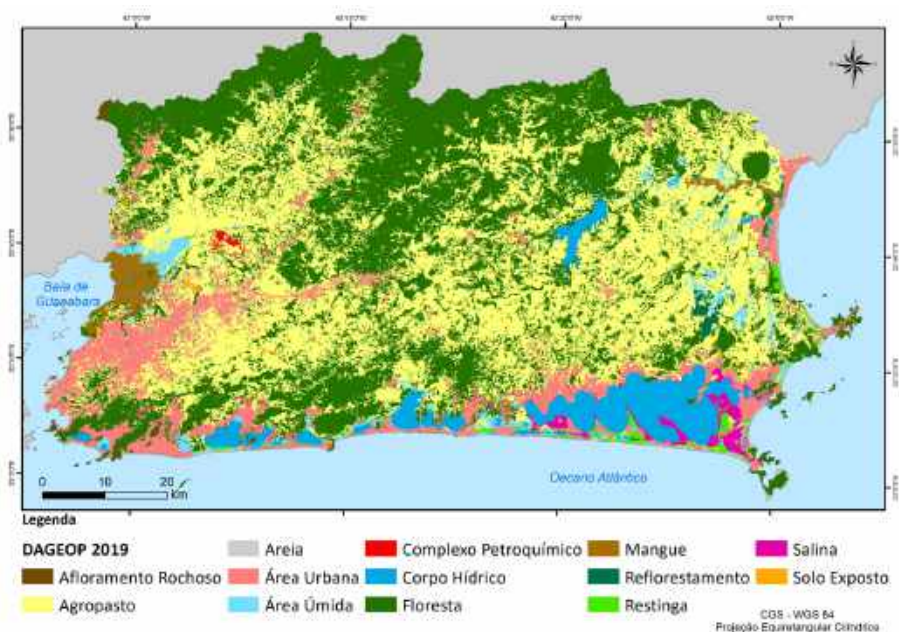 Baia de
Guanabara
Oceano Atlântico
0 10 20
Km
Legenda
DAGEOP 2019
Areia
Complexo Petroquímico
Mangue
Salina
Afloramento Rochoso
Área Urbana
Corpo Hídrico
Reflorestamento
Solo Exposto
Agropasto
Área Úmida
Floresta
Restinga
CGS - WGS 84
Projeção Equiretangular Cilíndrica